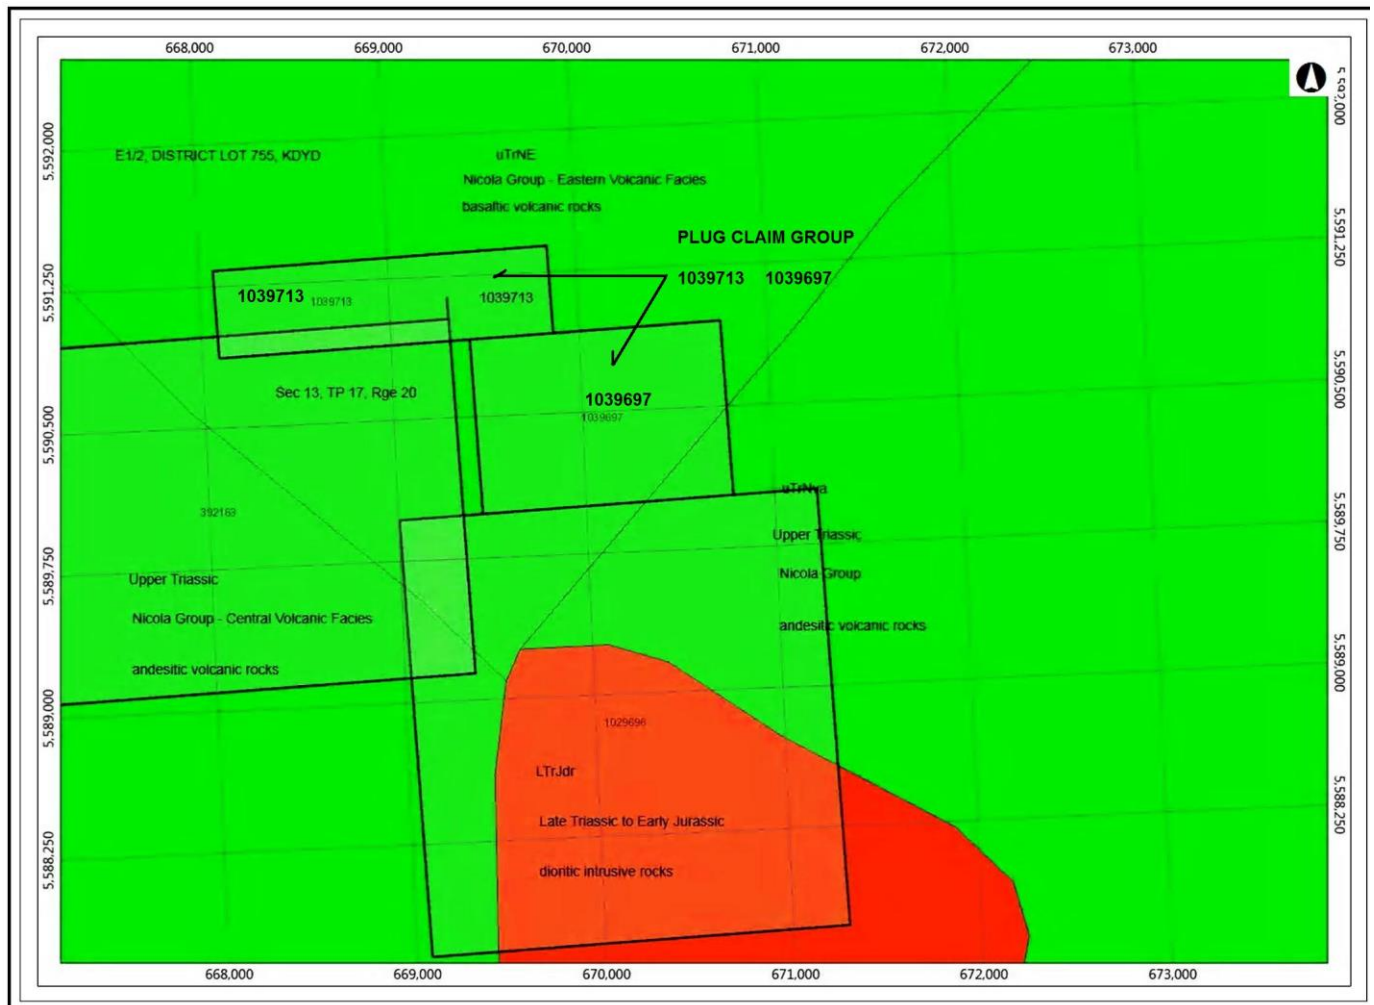 668,000 669,000 670,000 671,000 672,000 673,000
5,592,000
5,592,000
E1/2, DISTRICT LOT 755, KDYD
uTrNE
Nicola Group - Eastern Volcanic Facies
basaltic volcanic rocks
PLUG CLAIM GROUP
1039713 1039697
5,591,250
5,591,250
1039713
1039713
1039713
Sec 13, TP 17, Rge 20
1039697
1039697
5,590,500
5,590,500
uTrNva
392183
Upper Triassic
Nicola Group
andesitic volcanic rocks
5,589,750
5,589,750
Upper Triassic
Nicola Group - Central Volcanic Facies
andesitic volcanic rocks
5,589,000
5,589,000
1029696
LTrJdr
Late Triassic to Early Jurassic
dioritic intrusive rocks
5,588,250
5,588,250
668,000 669,000 670,000 671,000 672,000 673,000